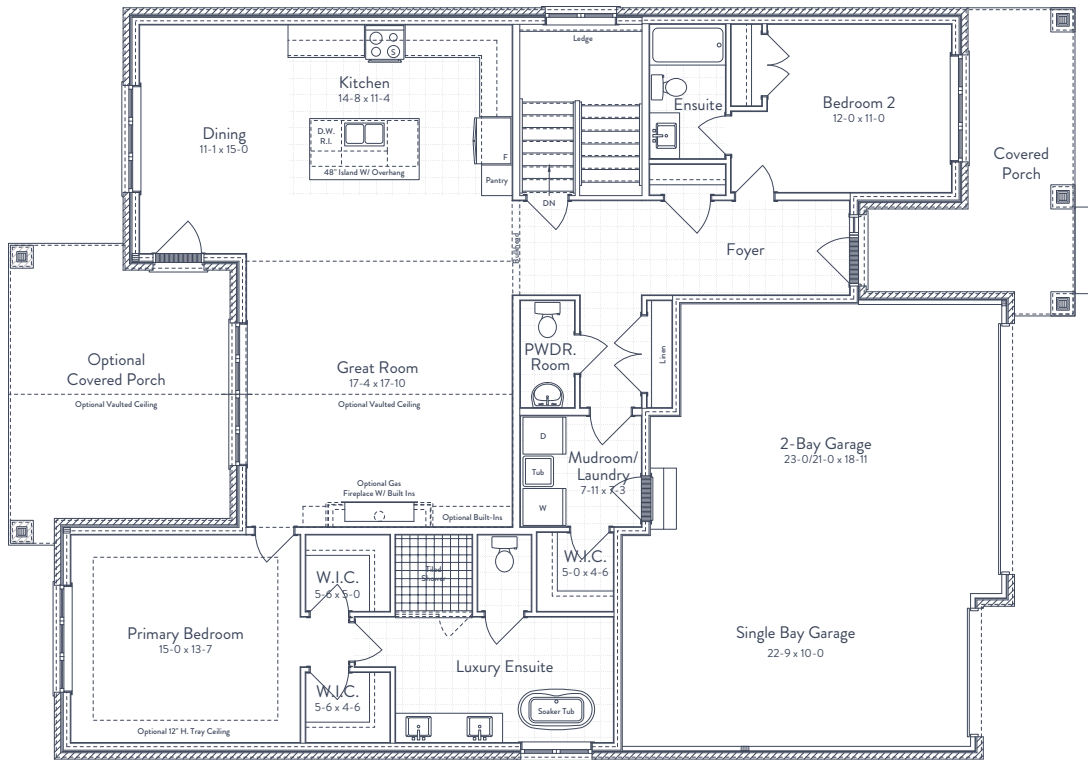 Ledge
Kitchen
14-8 x 11-4
S
Dining
11-1 x 15-0
D.W.
R.I.
48" Island W/ Overhang
F
Pantry
DN
Ensuite
Bedroom 2
12-0 x 11-0
Covered
Porch
Foyer
Optional
Covered Porch
Optional Vaulted Ceiling
Great Room
17-4 x 17-10
Optional Vaulted Ceiling
PWDR.
Room
Linen
2-Bay Garage
23-0/21-0 x 18-11
D
Tub
W
Mudroom/
Laundry
7-11 x 7-3
Optional Gas
Fireplace W/ Built Ins
Optional Built-Ins
W.I.C.
5-6 x 5-0
Tiled
Shower
W.I.C.
5-0 x 4-6
Primary Bedroom
15-0 x 13-7
Optional 12" H. Tray Ceiling
W.I.C.
5-6 x 4-6
Luxury Ensuite
Soaker Tub
Single Bay Garage
22-9 x 10-0